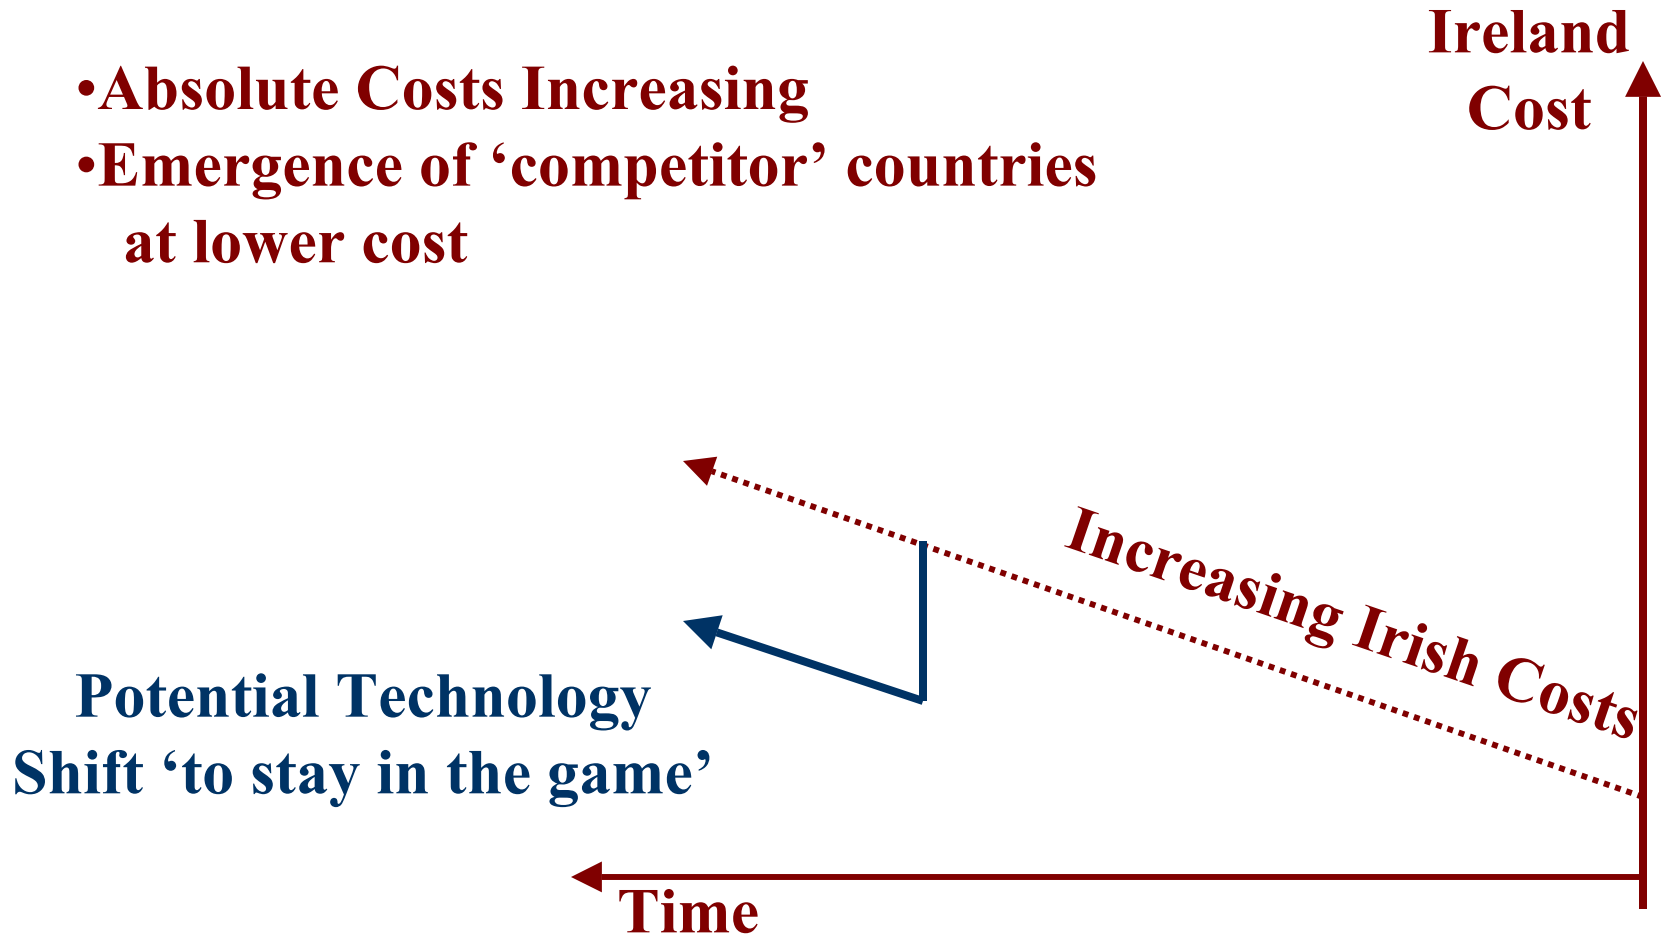 •Absolute Costs Increasing
•Emergence of ‘competitor’ countries
at lower cost
Ireland
Cost
Increasing Irish Costs
Potential Technology
Shift ‘to stay in the game’
Time